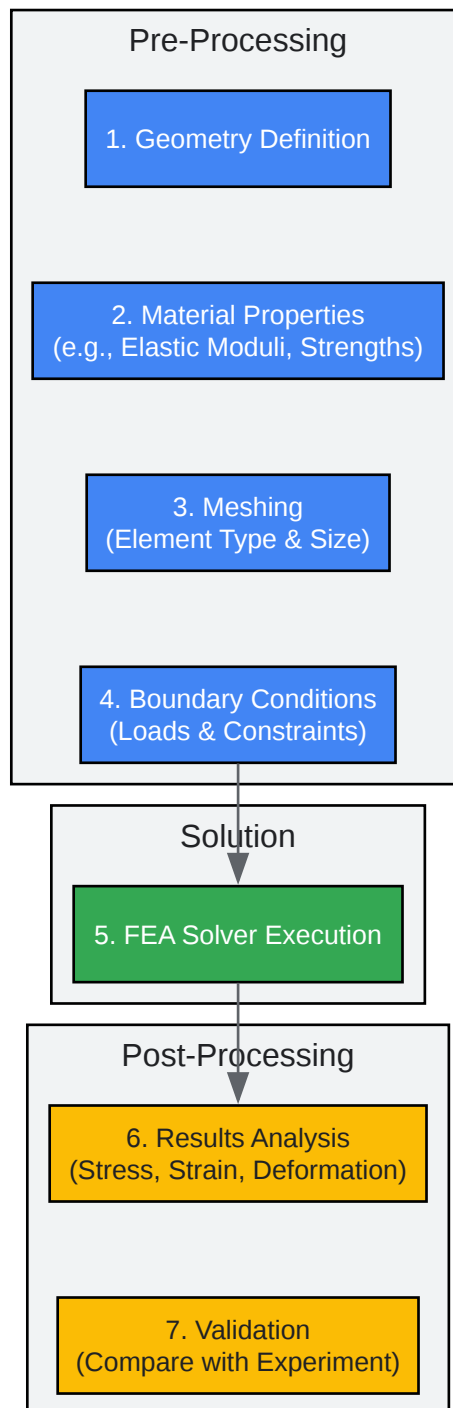 Pre-Processing
1. Geometry Definition
2. Material Properties
(e.g., Elastic Moduli, Strengths)
3. Meshing
(Element Type & Size)
4. Boundary Conditions
(Loads & Constraints)
Solution
5. FEA Solver Execution
Post-Processing
6. Results Analysis
(Stress, Strain, Deformation)
7. Validation
(Compare with Experiment)